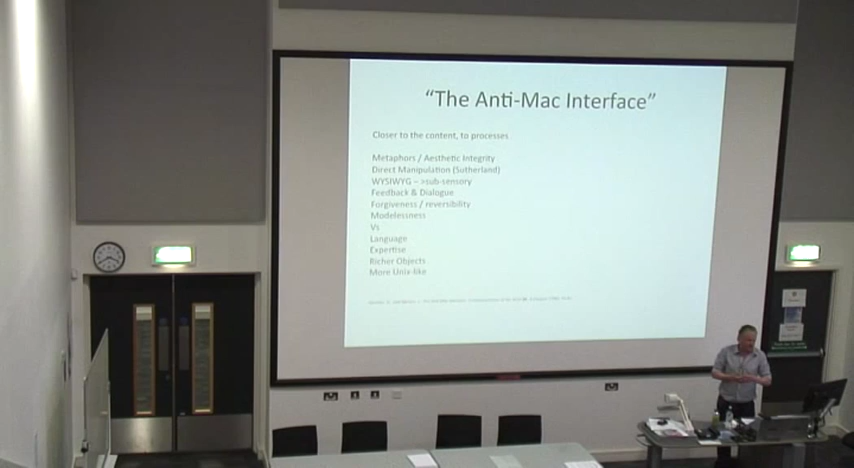 “The Anti-Mac Interface”
Closer to the content, to processes
Metaphors / Aesthetic Integrity
Direct Manipulation (Sutherland)
WYSIWYG – >sub-sensory
Feedback & Dialogue
Forgiveness / reversibility
Modelessness
Vs
Language
Expertise
Richer Objects
More Unix-like